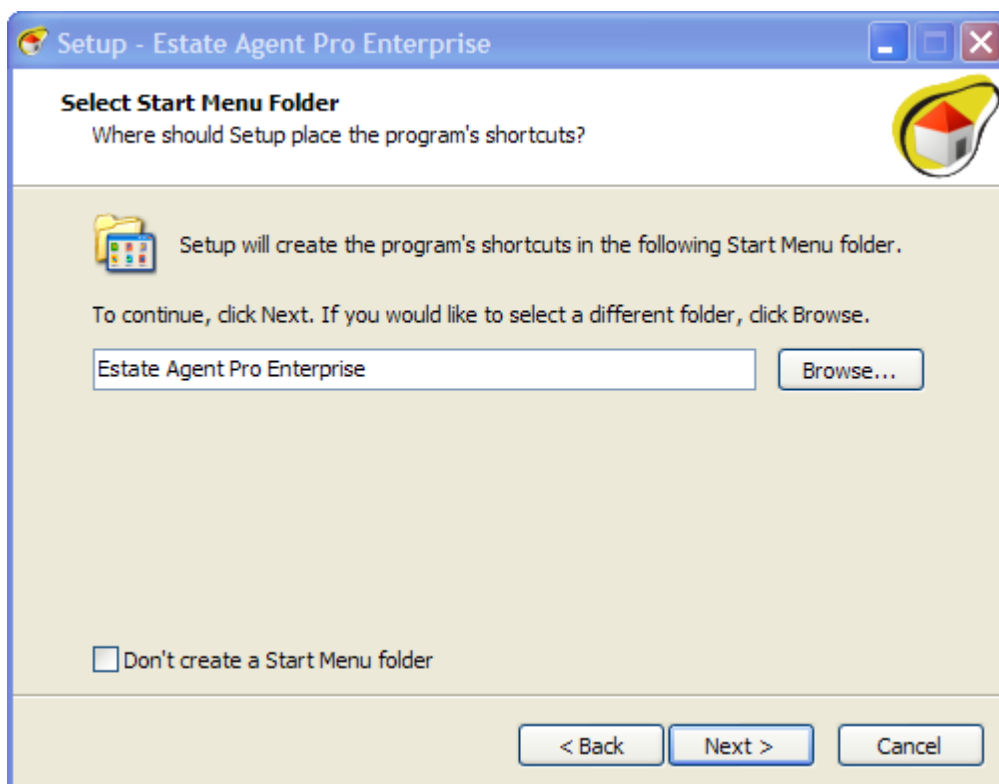 Setup - Estate Agent Pro Enterprise
Select Start Menu Folder
Where should Setup place the program's shortcuts?
Setup will create the program's shortcuts in the following Start Menu folder.
To continue, click Next. If you would like to select a different folder, click Browse.
Estate Agent Pro Enterprise
Browse...
Don't create a Start Menu folder
< Back
Next >
Cancel